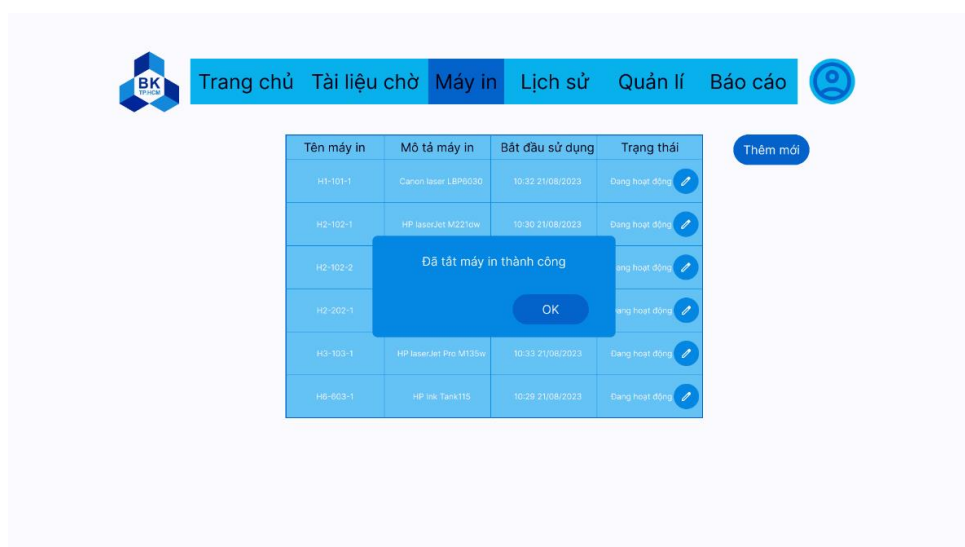 BK
TP.HCM
Trang chủ Tài liệu chờ Máy in Lịch sử Quản lí Báo cáo
Tên máy in Mô tả máy in Bắt đầu sử dụng Trạng thái Thêm mới
H1-101-1 Canon laser LBP6030 10:32 21/08/2023 Đang hoạt động
H2-102-1 HP laserJet M221ow 10:30 21/08/2023 Đang hoạt động
H2-102-2 hoạt động
Đã tắt máy in thành công
H2-202-1 hoạt động
OK
H3-103-1 HP laserJet Pro M135w 10:33 21/08/2023 Đang hoạt động
H6-603-1 HP Ink Tank115 10:29 21/08/2023 Đang hoạt động